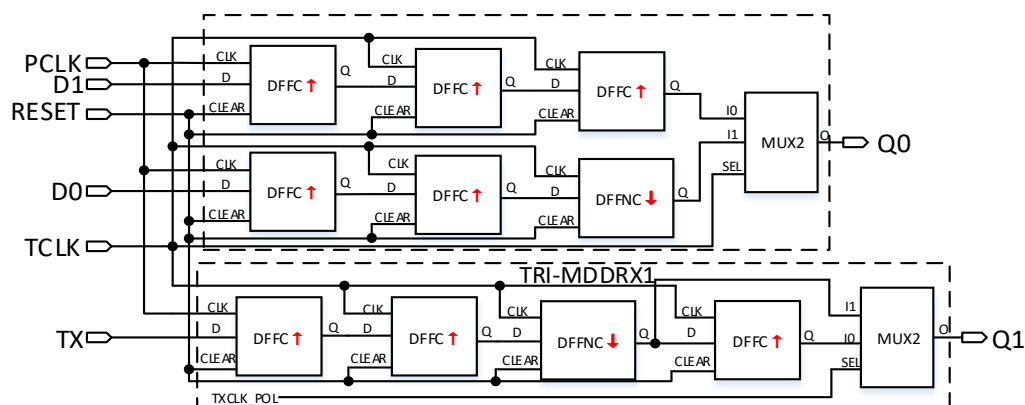 PCLK
D1
RESET
D0
TCLK
TX
CLK
D
CLEAR
DFFC
Q
CLK
D
CLEAR
DFFC
Q
CLK
D
CLEAR
DFFC
Q
CLK
D
CLEAR
DFFC
Q
CLK
D
CLEAR
DFFC
Q
CLK
D
CLEAR
DFFNC
Q
I0
I1
SEL
MUX2
O
Q0
TRI-MDDRX1
CLK
D
CLEAR
DFFC
Q
CLK
D
CLEAR
DFFC
Q
CLK
D
CLEAR
DFFNC
Q
CLK
D
CLEAR
DFFC
Q
I1
I0
SEL
MUX2
O
Q1
TXCLK_POL